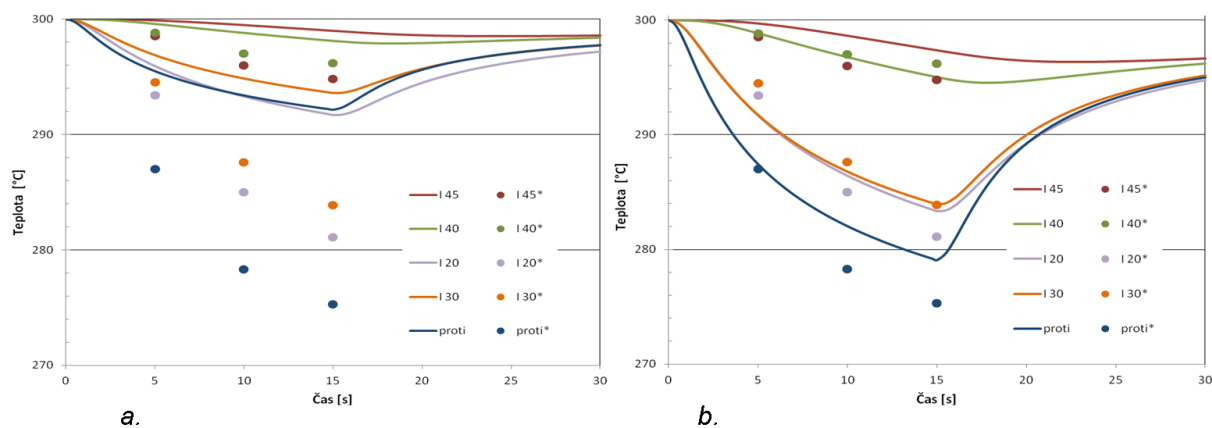 300
290
280
270
Teplota [°C]
0
5
10
15
20
25
30
Čas [s]
I 45
I 45*
I 40
I 40*
I 20
I 20*
I 30
I 30*
proti
proti*
a.
300
290
280
270
Teplota [°C]
0
5
10
15
20
25
30
Čas [s]
I 45
I 45*
I 40
I 40*
I 20
I 20*
I 30
I 30*
proti
proti*
b.